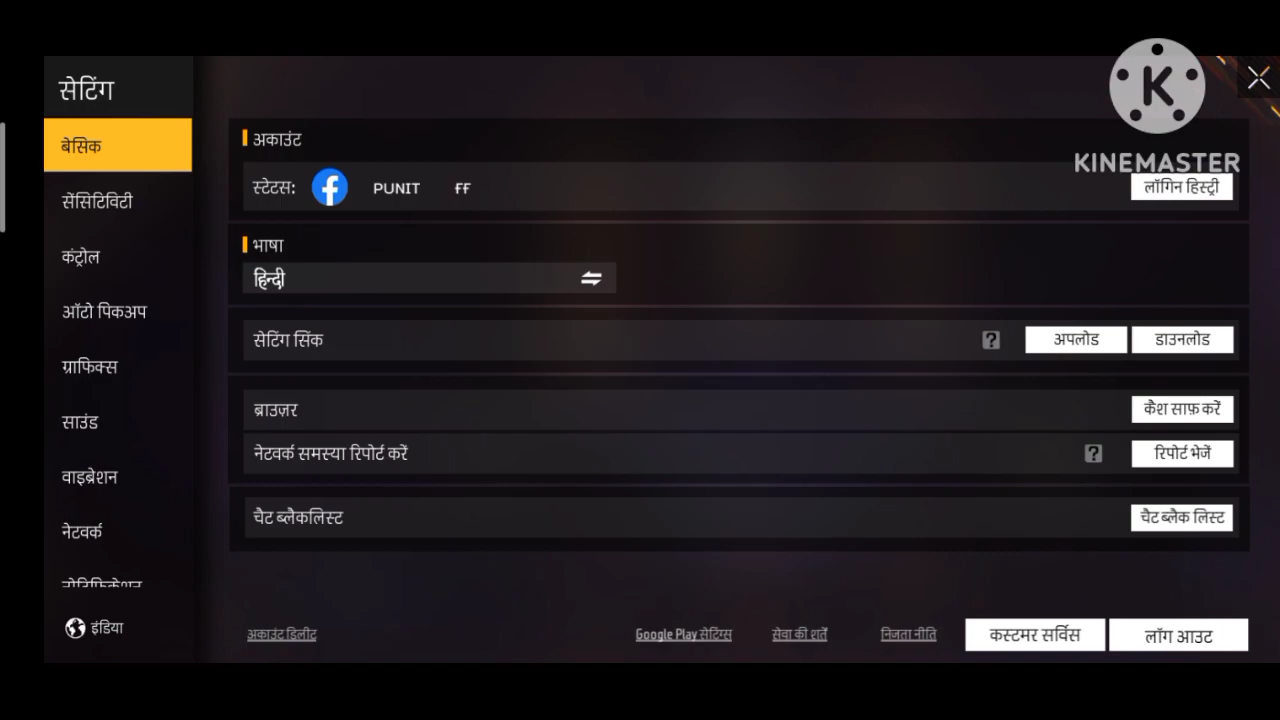 सेटिंग
KINEMASTER
बेसिक
सेंसिटिविटी
कंट्रोल
ऑटो पिकअप
ग्राफिक्स
साउंड
वाइब्रेशन
नेटवर्क
नोटिफिकेशन
इंडिया
अकाउंट
स्टेटस: PUNIT ff लॉगिन हिस्ट्री
भाषा
हिन्दी
सेटिंग सिंक ? अपलोड डाउनलोड
ब्राउज़र कैश साफ़ करें
नेटवर्क समस्या रिपोर्ट करें ? रिपोर्ट भेजें
चैट ब्लैकलिस्ट चैट ब्लैक लिस्ट
अकाउंट डिलीट Google Play सेटिंग्स सेवा की शर्तें निजता नीति कस्टमर सर्विस लॉग आउट